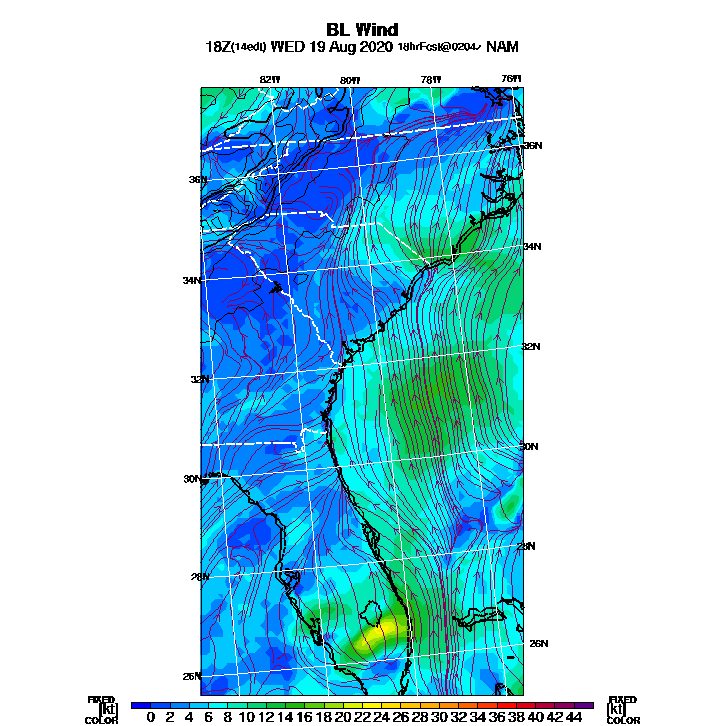 BL Wind
18Z(14edt) WED 19 Aug 2020 18hrFcst@0204z NAM
82W 80W 78W 76W
36N
36N
34N
34N
32N
32N
30N
30N
28N
28N
26N
26N
FIXED FIXED
[kt] 0 2 4 6 8 10 12 14 16 18 20 22 24 26 28 30 32 34 36 38 40 42 44 [kt]
COLOR COLOR